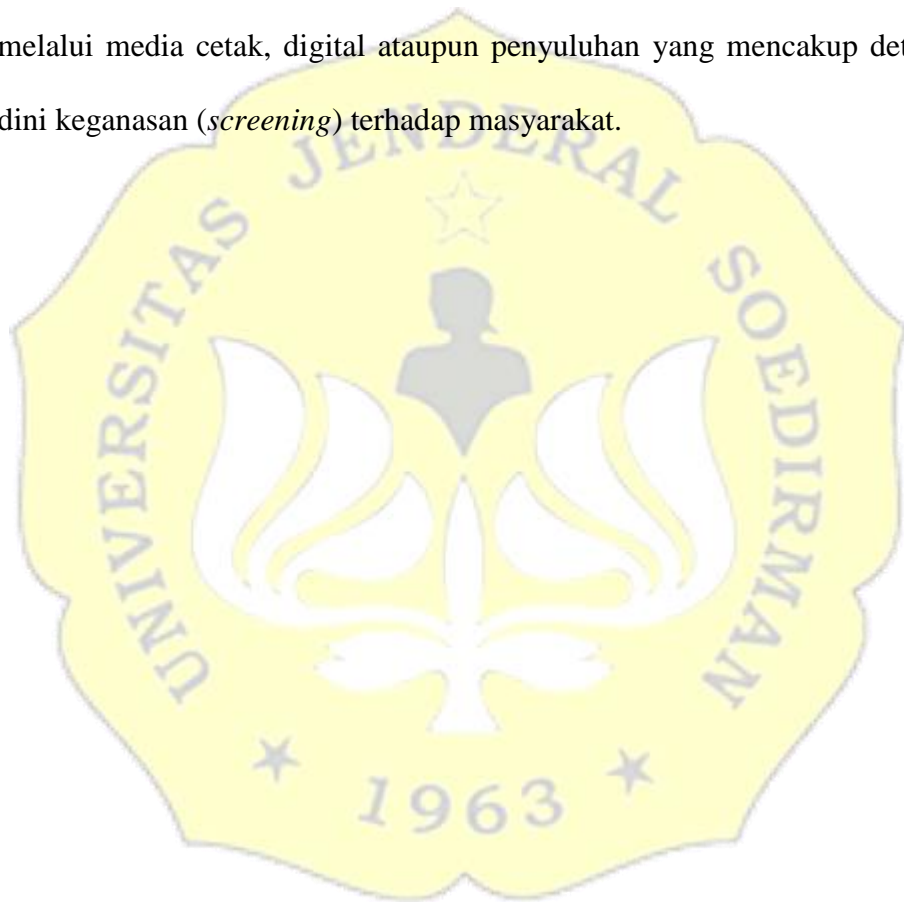 melalui media cetak, digital ataupun penyuluhan yang mencakup det
dini keganasan (screening) terhadap masyarakat.
UNIVERSITAS JENDERAL SOEDIRMAN
1963